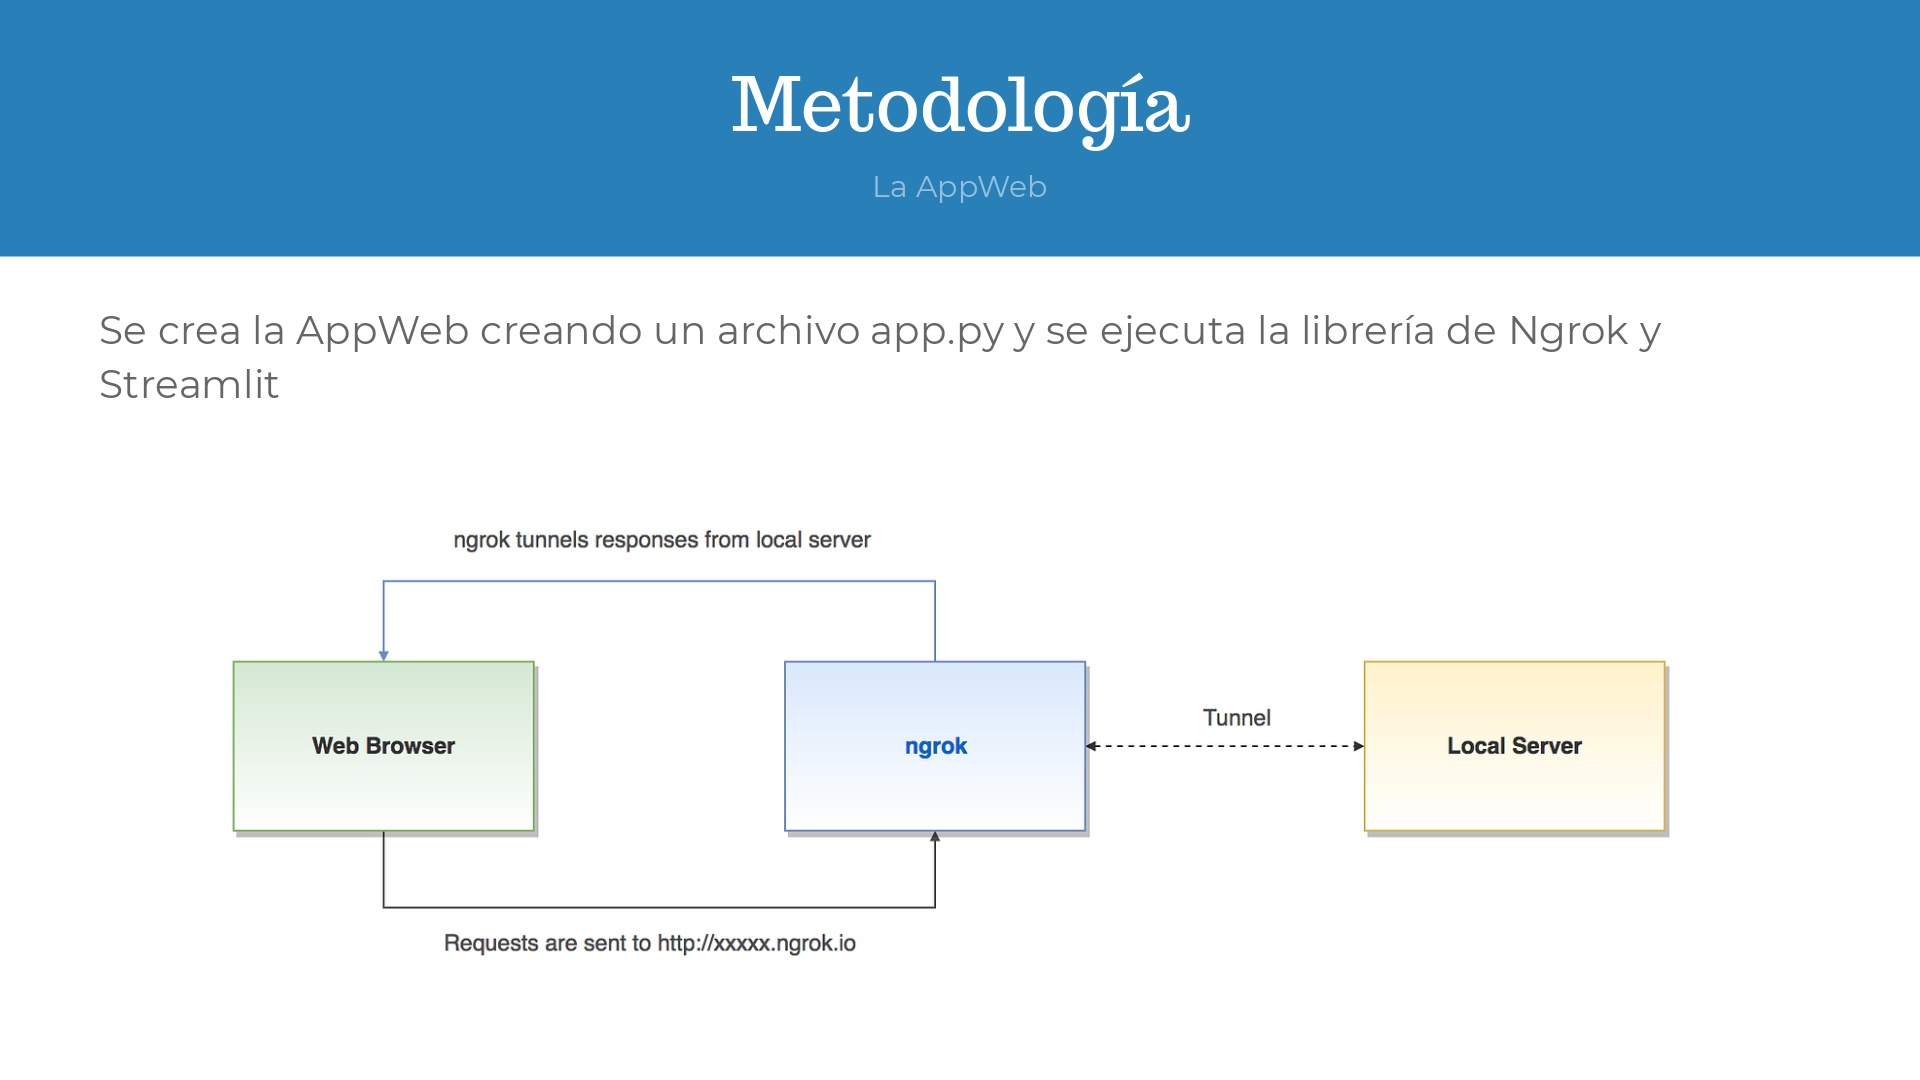 Metodología
La AppWeb
Se crea la AppWeb creando un archivo app.py y se ejecuta la librería de Ngrok y
Streamlit
ngrok tunnels responses from local server
Web Browser
ngrok
Tunnel
Local Server
Requests are sent to http://xxxxx.ngrok.io